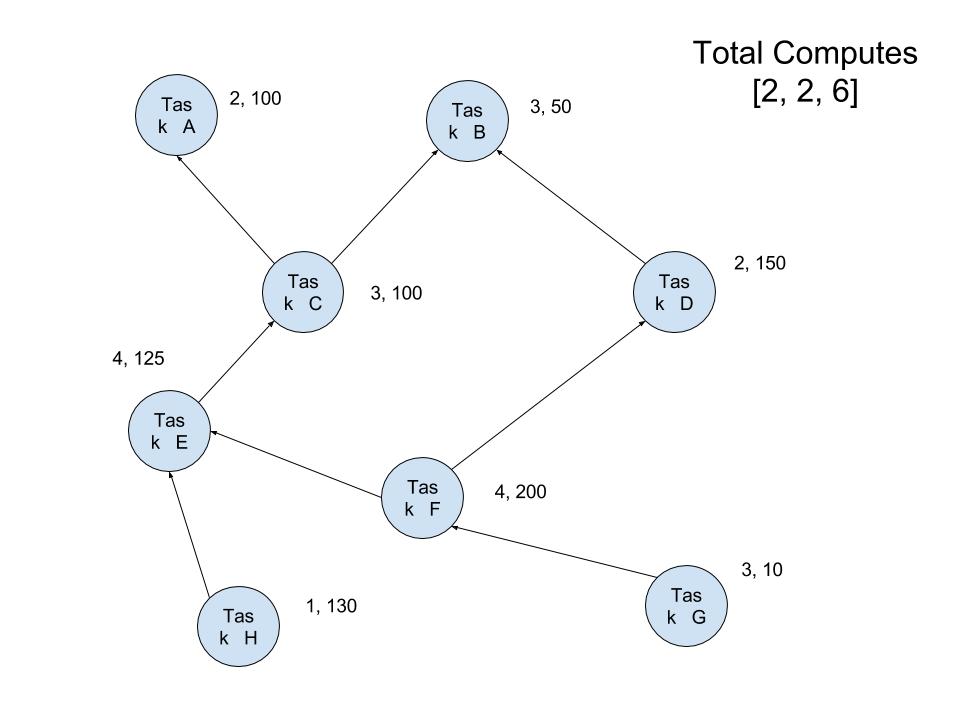 Total Computes
[2, 2, 6]
Tas
k A
2, 100
Tas
k B
3, 50
Tas
k C
3, 100
Tas
k D
2, 150
4, 125
Tas
k E
Tas
k F
4, 200
Tas
k G
3, 10
Tas
k H
1, 130